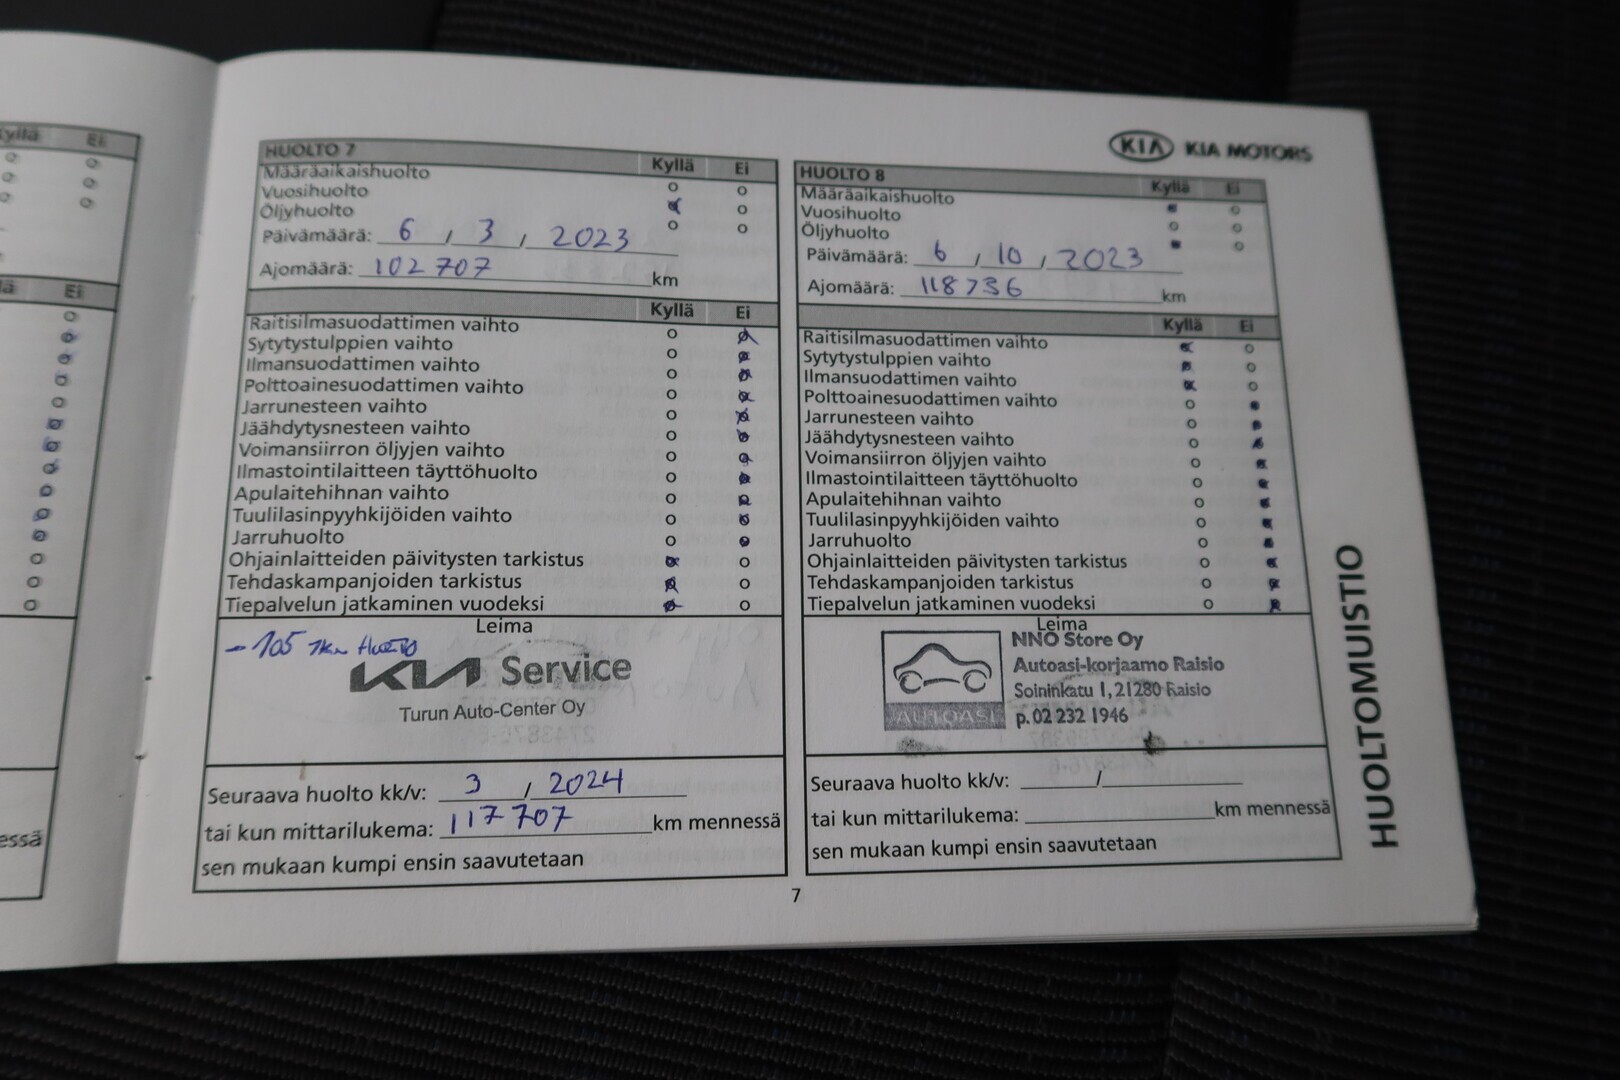 Kyllä Ei
Ei
essä
HUOLTO 7 Kyllä Ei
Määräaikaishuolto
Vuosihuolto
Öljyhuolto
Päivämäärä: 6 / 3 / 2023
Ajomäärä: 102 707 km
Kyllä Ei
Raitisilmasuodattimen vaihto
Sytytystulppien vaihto
Ilmansuodattimen vaihto
Polttoainesuodattimen vaihto
Jarrunesteen vaihto
Jäähdytysnesteen vaihto
Voimansiirron öljyjen vaihto
Ilmastointilaitteen täyttöhuolto
Apulaitehihnan vaihto
Tuulilasinpyyhkijöiden vaihto
Jarruhuolto
Ohjainlaitteiden päivitysten tarkistus
Tehdaskampanjoiden tarkistus
Tiepalvelun jatkaminen vuodeksi
Leima
- 105 Tkm Huolto
KIA Service
Turun Auto-Center Oy
Seuraava huolto kk/v: 3 / 2024
tai kun mittarilukema: 117 707 km mennessä
sen mukaan kumpi ensin saavutetaan
KIA KIA MOTORS
HUOLTO 8 Kyllä Ei
Määräaikaishuolto
Vuosihuolto
Öljyhuolto
Päivämäärä: 6 / 10 / 2023
Ajomäärä: 118736 km
Kyllä Ei
Raitisilmasuodattimen vaihto
Sytytystulppien vaihto
Ilmansuodattimen vaihto
Polttoainesuodattimen vaihto
Jarrunesteen vaihto
Jäähdytysnesteen vaihto
Voimansiirron öljyjen vaihto
Ilmastointilaitteen täyttöhuolto
Apulaitehihnan vaihto
Tuulilasinpyyhkijöiden vaihto
Jarruhuolto
Ohjainlaitteiden päivitysten tarkistus
Tehdaskampanjoiden tarkistus
Tiepalvelun jatkaminen vuodeksi
Leima
NNO Store Oy
Autoasi-korjaamo Raisio
Soininkatu 1, 21280 Raisio
AUTOASI p. 02 232 1946
Seuraava huolto kk/v: /
tai kun mittarilukema: km mennessä
sen mukaan kumpi ensin saavutetaan
7
HUOLTOMUISTIO